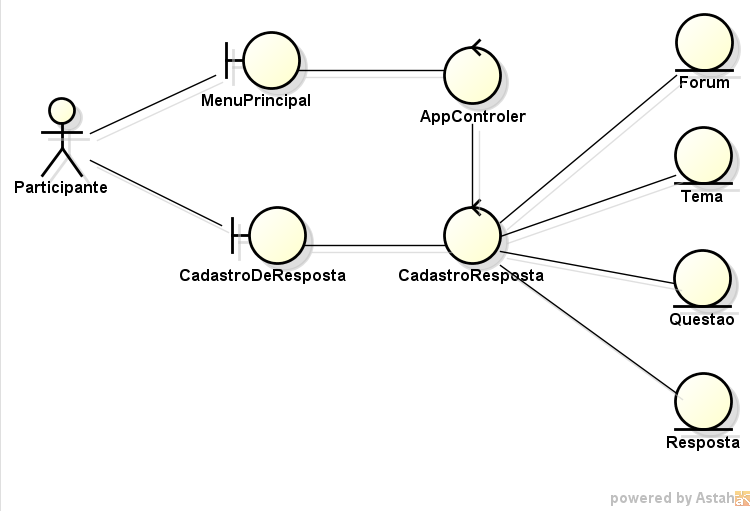 Forum
MenuPrincipal
AppControler
Participante
Tema
CadastroDeResposta
CadastroResposta
Questao
Resposta
powered by Astah